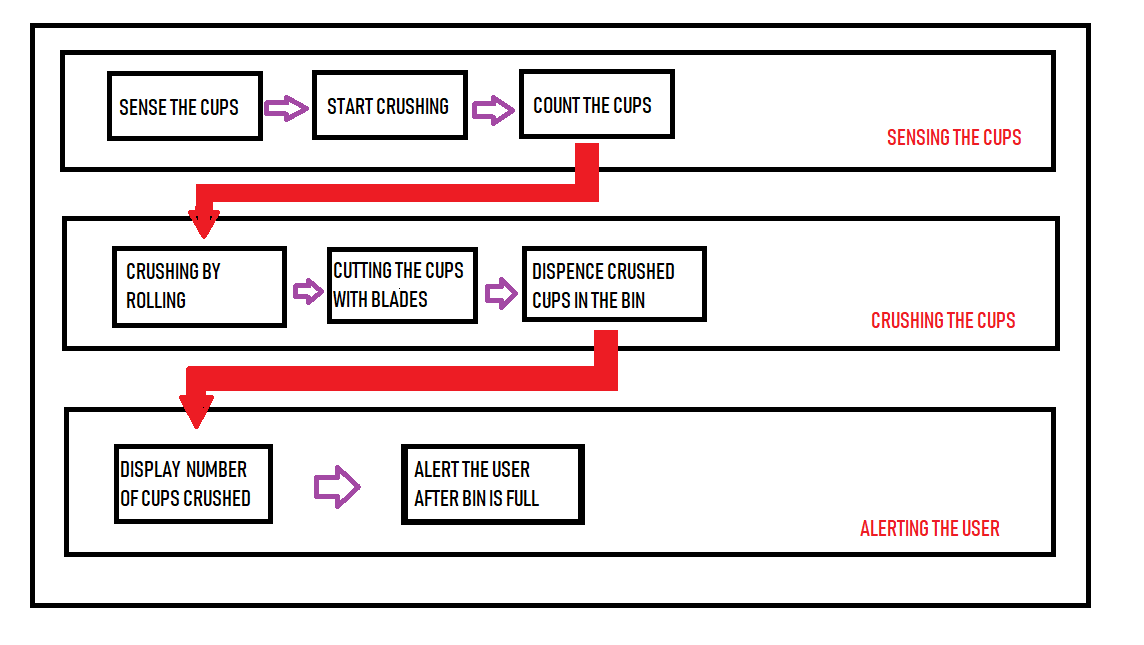 SENSE THE CUPS
START CRUSHING
COUNT THE CUPS
SENSING THE CUPS
CRUSHING BY
ROLLING
CUTTING THE CUPS
WITH BLADES
DISPENCE CRUSHED
CUPS IN THE BIN
CRUSHING THE CUPS
DISPLAY NUMBER
OF CUPS CRUSHED
ALERT THE USER
AFTER BIN IS FULL
ALERTING THE USER